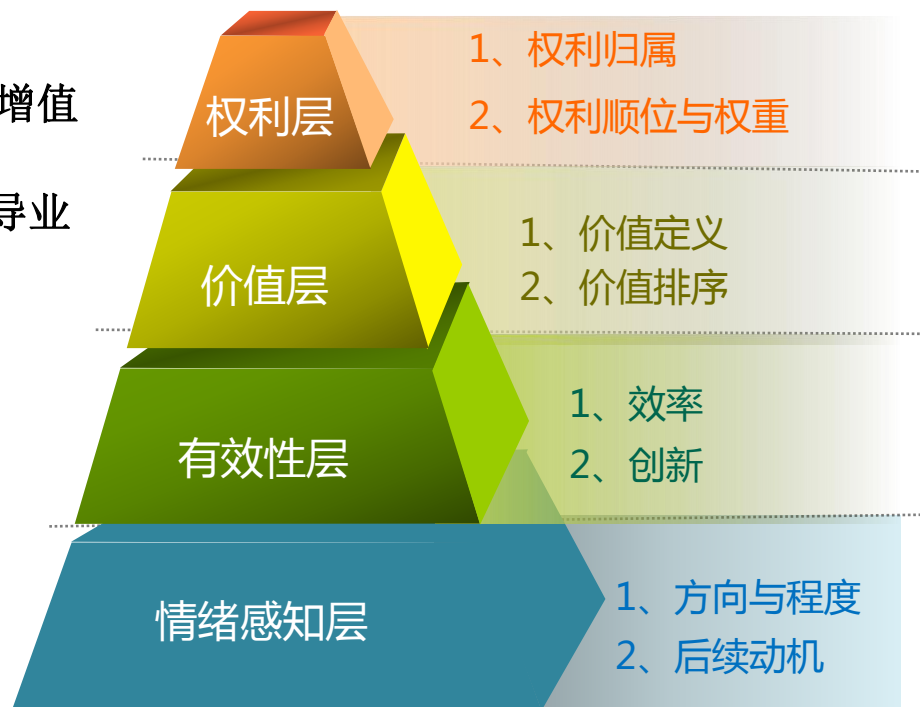 增值
导业
权利层
1、权利归属
2、权利顺位与权重
价值层
1、价值定义
2、价值排序
有效性层
1、效率
2、创新
情绪感知层
1、方向与程度
2、后续动机